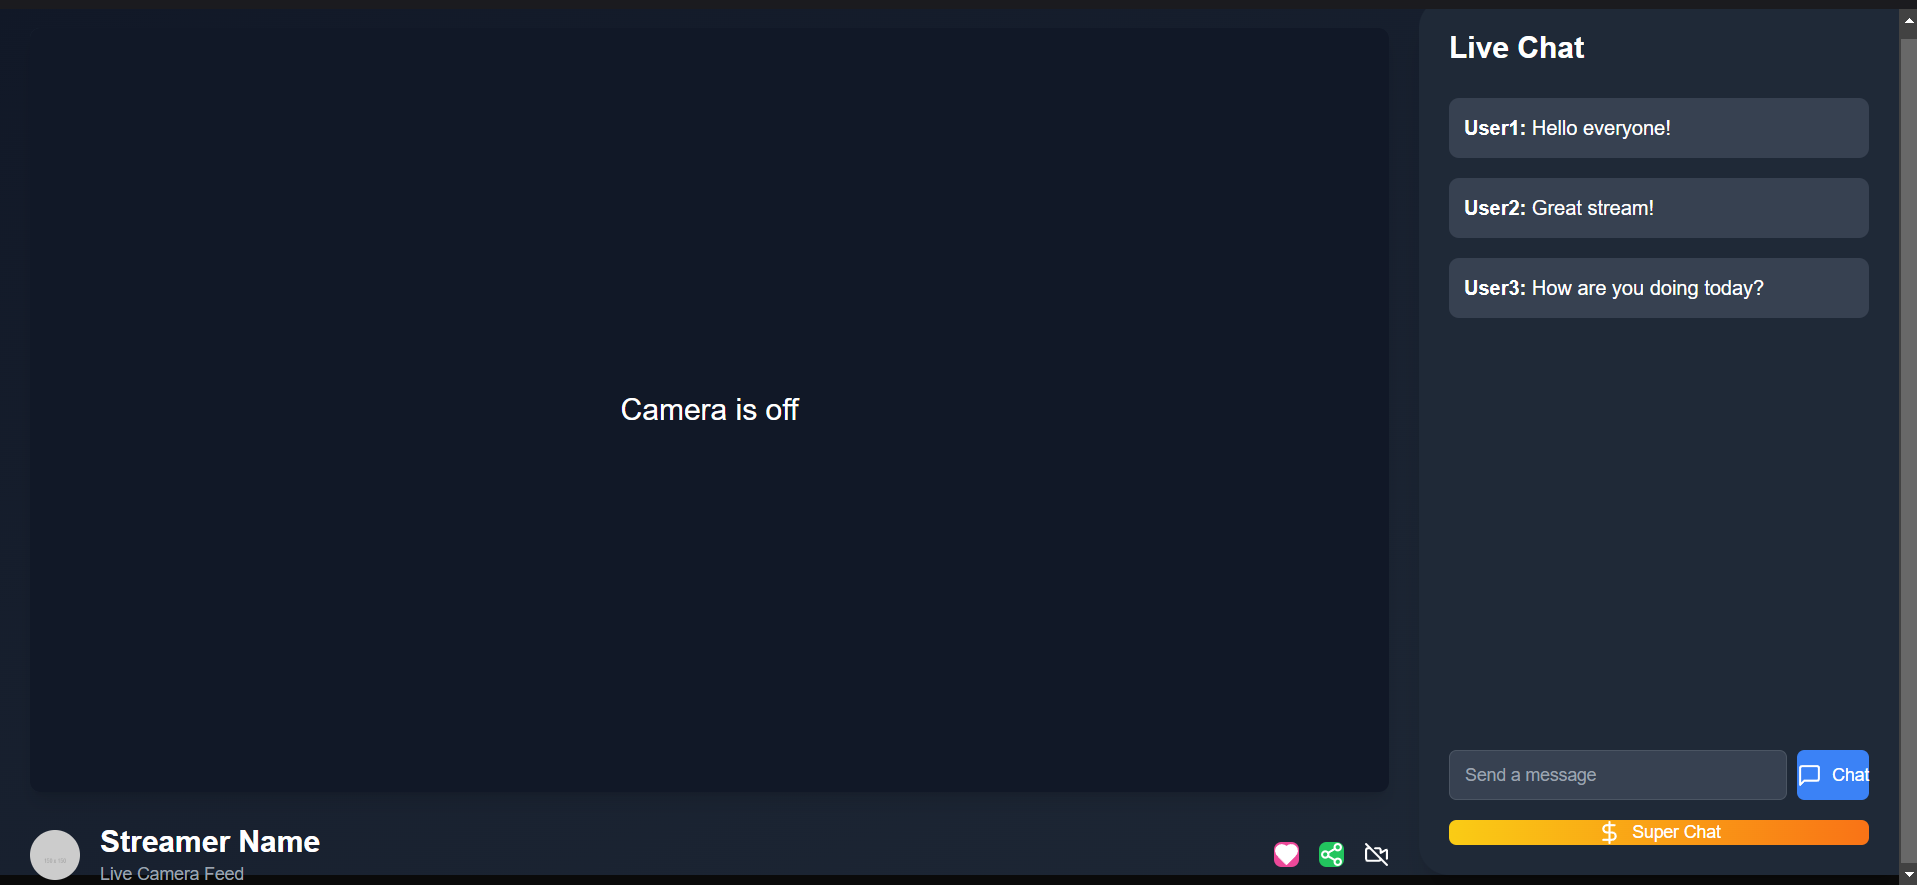 Camera is off
Streamer Name
Live Camera Feed
Live Chat
User1: Hello everyone!
User2: Great stream!
User3: How are you doing today?
Send a message
Chat
Super Chat